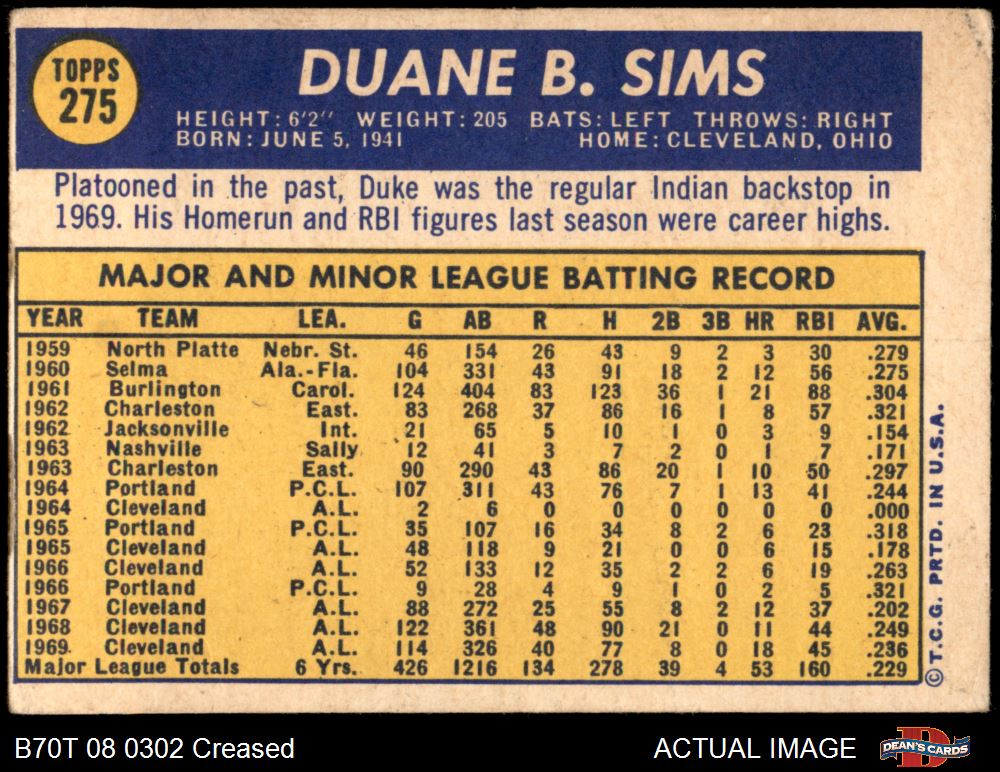 TOPPS
275
DUANE B. SIMS
HEIGHT: 6'2" WEIGHT: 205 BATS: LEFT THROWS: RIGHT
BORN: JUNE 5, 1941 HOME: CLEVELAND, OHIO
Platooned in the past, Duke was the regular Indian backstop in
1969. His Homerun and RBI figures last season were career highs.
MAJOR AND MINOR LEAGUE BATTING RECORD
YEAR TEAM LEA. G AB R H 2B 3B HR RBI AVG.
1959 North Platte Nebr. St. 46 154 26 43 9 2 3 30 .279
1960 Selma Ala.-Fla. 104 331 43 91 18 2 12 56 .275
1961 Burlington Carol. 124 404 83 123 36 1 21 88 .304
1962 Charleston East. 83 268 37 86 16 1 8 57 .321
1962 Jacksonville Int. 21 65 5 10 1 0 3 9 .154
1963 Nashville Sally 12 41 3 7 2 0 1 7 .171
1963 Charleston East. 90 290 43 86 20 1 10 50 .297
1964 Portland P.C.L. 107 311 43 76 7 1 13 41 .244
1964 Cleveland A.L. 2 6 0 0 0 0 0 0 .000
1965 Portland P.C.L. 35 107 16 34 8 2 6 23 .318
1965 Cleveland A.L. 48 118 9 21 0 0 6 15 .178
1966 Cleveland A.L. 52 133 12 35 2 2 6 19 .263
1966 Portland P.C.L. 9 28 4 9 1 0 2 5 .321
1967 Cleveland A.L. 88 272 25 55 8 2 12 37 .202
1968 Cleveland A.L. 122 361 48 90 21 0 11 44 .249
1969 Cleveland A.L. 114 326 40 77 8 0 18 45 .236
Major League Totals 6 Yrs. 426 1216 134 278 39 4 53 160 .229
© T.C.G. PRTD. IN U.S.A.
B70T 08 0302 Creased ACTUAL IMAGE
DEAN'S CARDS